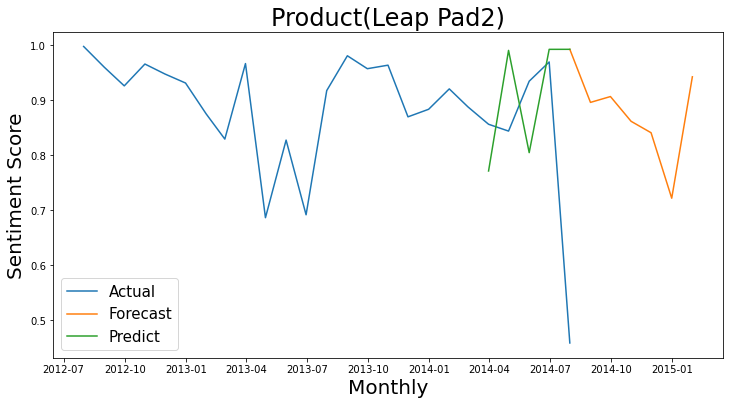 Product(Leap Pad2)
Sentiment Score
1.0
0.9
0.8
0.7
0.6
0.5
Actual
Forecast
Predict
2012-07 2012-10 2013-01 2013-04 2013-07 2013-10 2014-01 2014-04 2014-07 2014-10 2015-01
Monthly